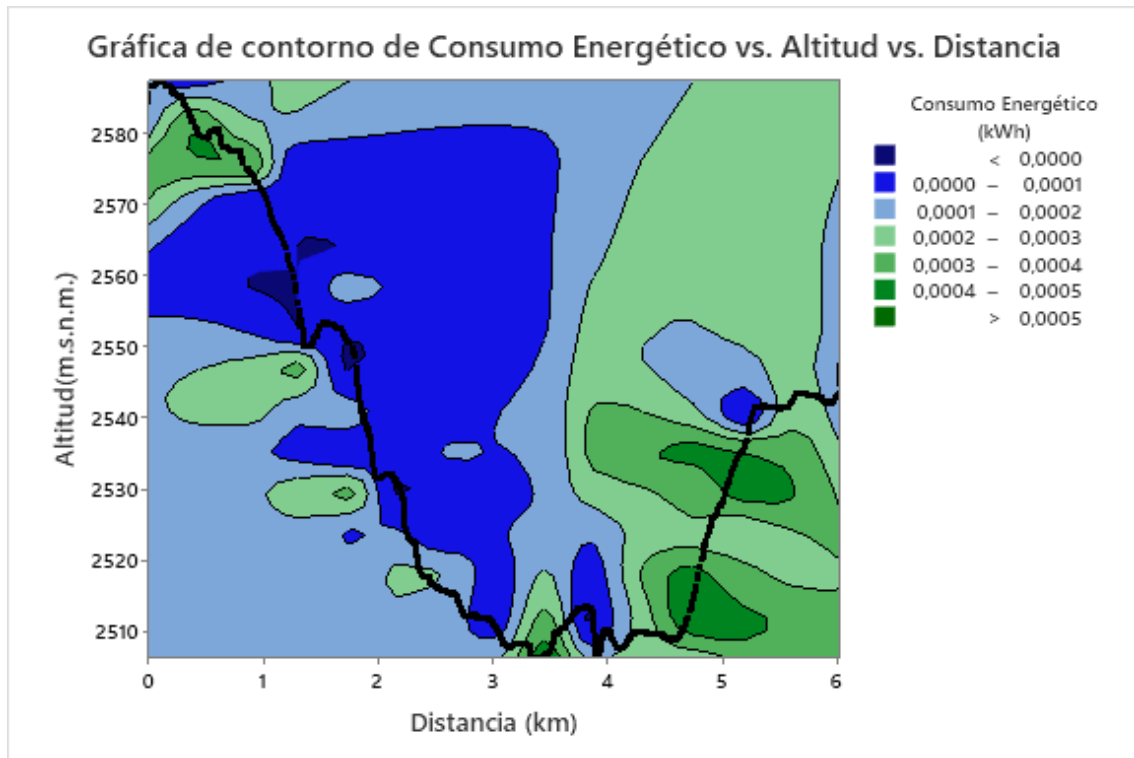 Gráfica de contorno de Consumo Energético vs. Altitud vs. Distancia
Consumo Energético
(kWh)
< 0,0000
0,0000 – 0,0001
0,0001 – 0,0002
0,0002 – 0,0003
0,0003 – 0,0004
0,0004 – 0,0005
> 0,0005
Altitud(m.s.n.m.)
2580
2570
2560
2550
2540
2530
2520
2510
0 1 2 3 4 5 6
Distancia (km)